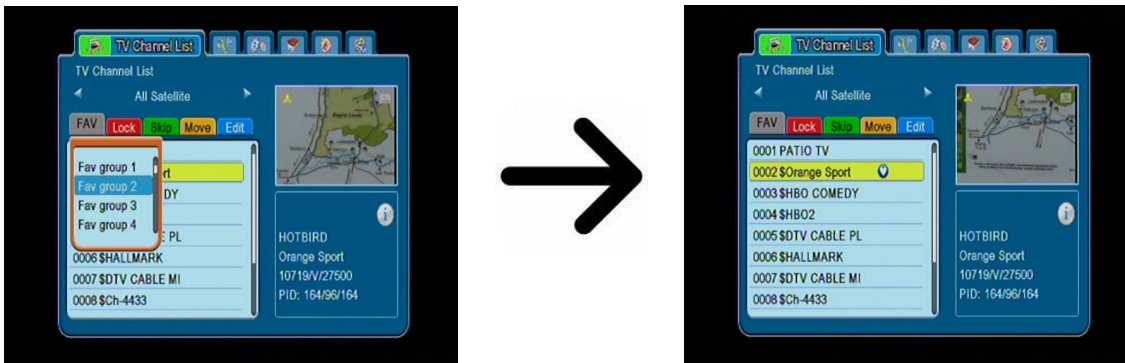 TV Channel List
TV Channel List
All Satellite
FAV Lock Skip Move Edit
Fav group 1
Fav group 2
Fav group 3
Fav group 4
rt
DY
E PL
0006 $HALLMARK
0007 $DTV CABLE MI
0008 $Ch-4433
i
HOTBIRD
Orange Sport
10719/V/27500
PID: 164/96/164
TV Channel List
TV Channel List
All Satellite
FAV Lock Skip Move Edit
0001 PATIO TV
0002 $Orange Sport
0003 $HBO COMEDY
0004 $HBO2
0005 $DTV CABLE PL
0006 $HALLMARK
0007 $DTV CABLE MI
0008 $Ch-4433
i
HOTBIRD
Orange Sport
10719/V/27500
PID: 164/96/164